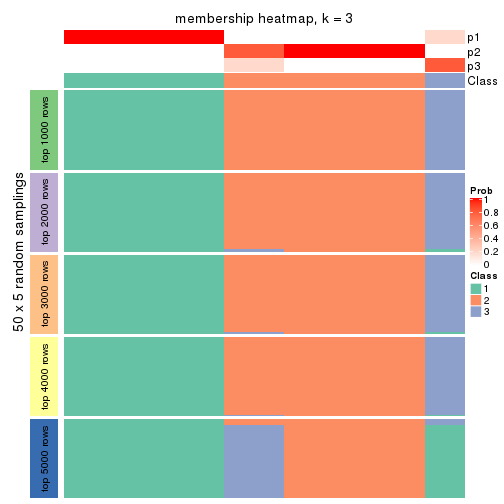 membership heatmap, k = 3
p1
p2
p3
Class
50 x 5 random samplings
top 1000 rows
top 2000 rows
top 3000 rows
top 4000 rows
top 5000 rows
Prob
1
0.8
0.6
0.4
0.2
0
Class
1
2
3